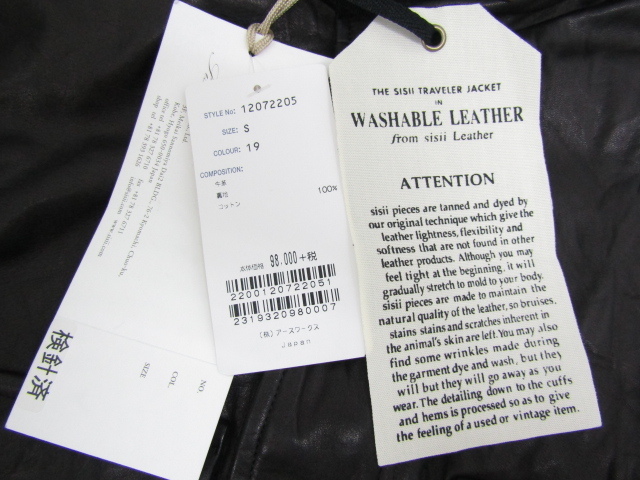 STYLE No: 12072205
SIZE: S
COLOUR: 19
COMPOSITION:
牛革
裏地
コットン 100%
本体価格 98.000+税
2200120722051
2319320980007
(株)アースワークス
Japan
THE SISII TRAVELER JACKET
IN
WASHABLE LEATHER
from sisii Leather
ATTENTION
sisii pieces are tanned and dyed by
our original technique which give the
leather lightness, flexibility and
softness that are not found in other
leather products. Although you may
feel tight at the beginning, it will
gradually stretch to mold to your body.
sisii pieces are made to maintain the
natural quality of the leather, so bruises,
stains stains and scratches inherent in
the animal's skin are left. You may also
find some wrinkles made during
the garment dye and wash, but they
will but they will go away as you
wear. The detailing down to the cuffs
and hems is processed so as to give
the feeling of a used or vintage item.
NO.
COL.
SIZE
検針済